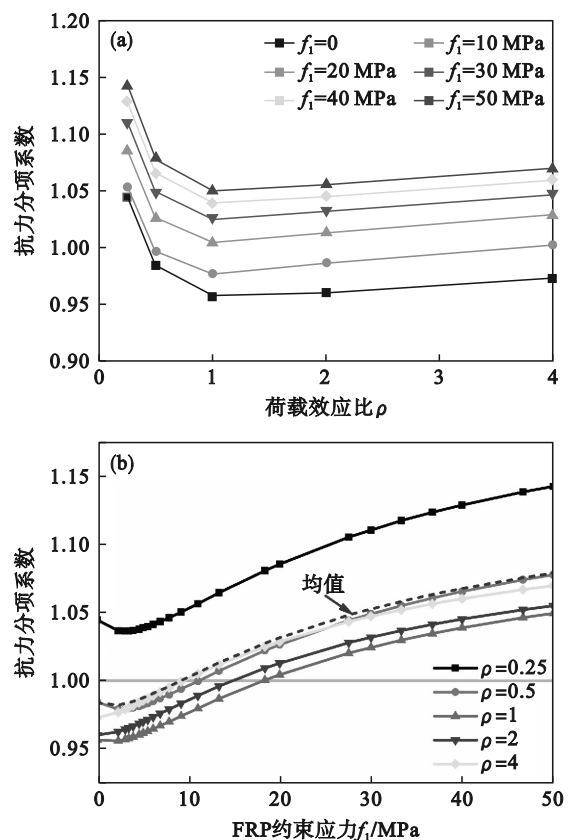 (a)
f₁=0
f₁=10 MPa
f₁=20 MPa
f₁=30 MPa
f₁=40 MPa
f₁=50 MPa
抗力分项系数
1.20
1.15
1.10
1.05
1.00
0.95
0.90
0 1 2 3 4
荷载效应比ρ
(b)
抗力分项系数
1.15
1.10
1.05
1.00
0.95
均值
ρ=0.25
ρ=0.5
ρ=1
ρ=2
ρ=4
0 10 20 30 40 50
FRP约束应力f₁/MPa